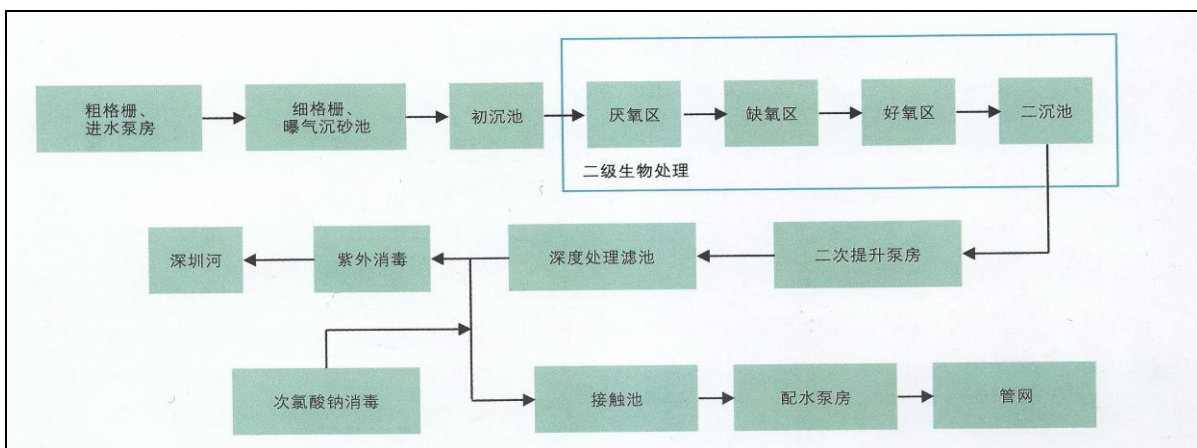 粗格栅、
进水泵房
细格栅、
曝气沉砂池
初沉池
厌氧区
缺氧区
好氧区
二沉池
二级生物处理
深圳河
紫外消毒
深度处理滤池
二次提升泵房
次氯酸钠消毒
接触池
配水泵房
管网